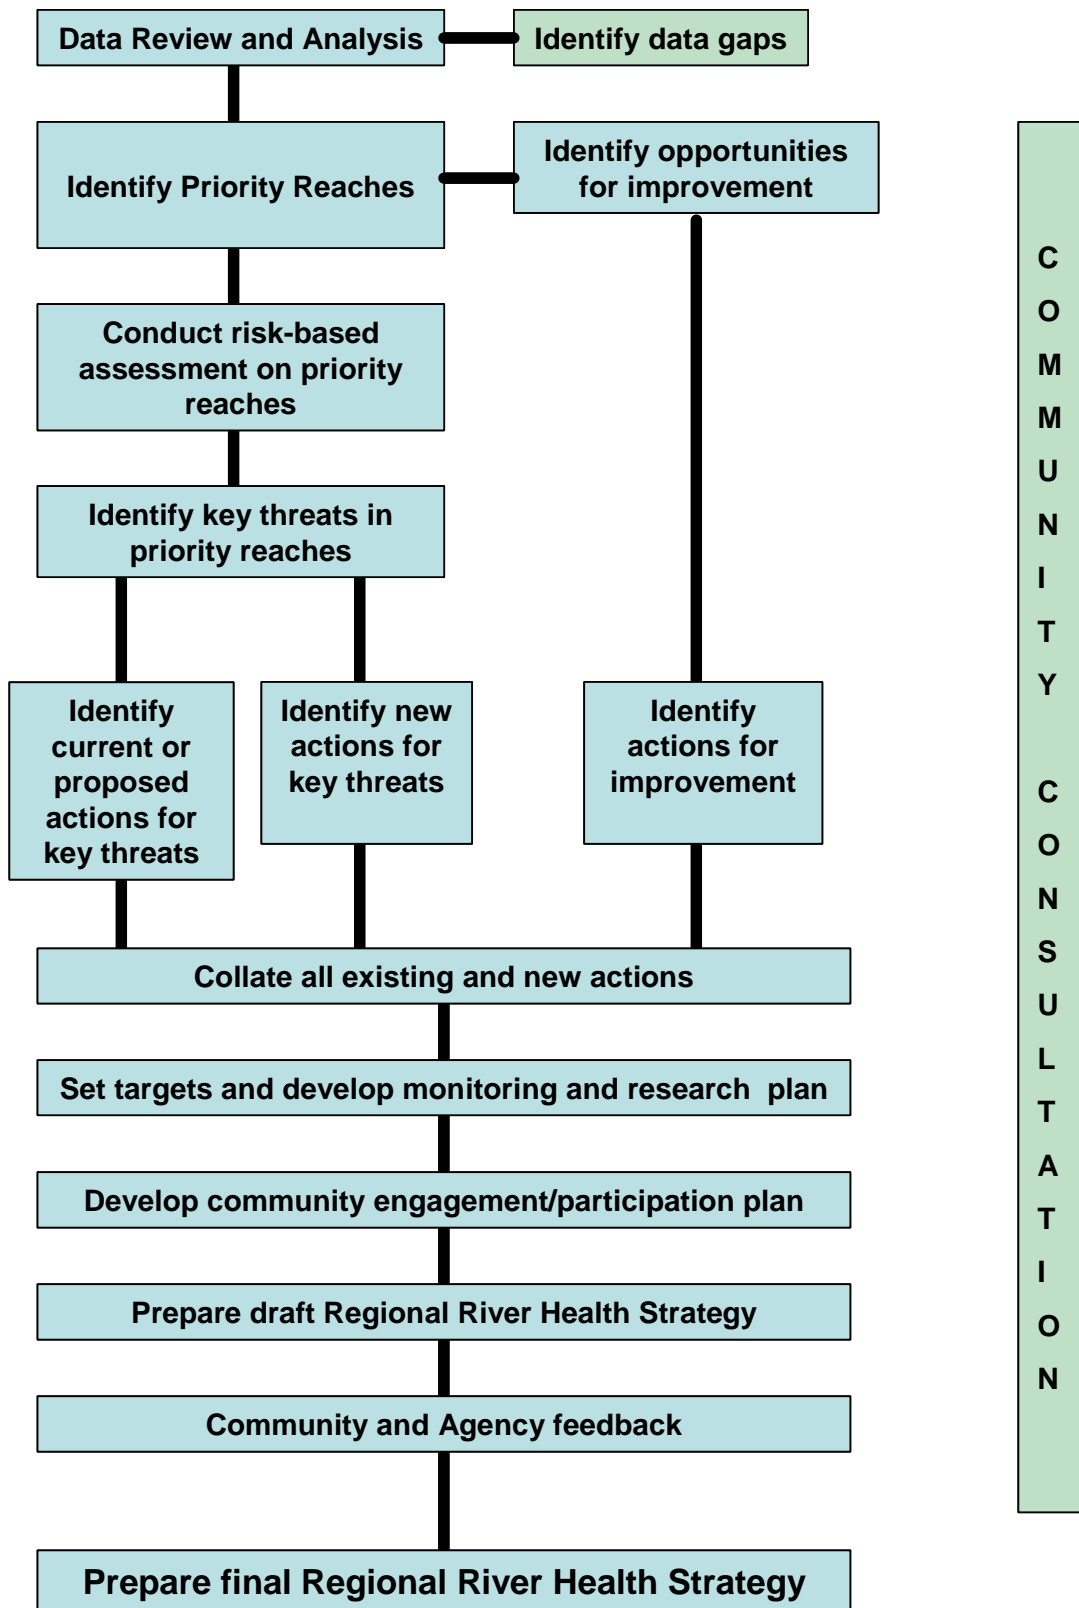 Data Review and Analysis
Identify data gaps
Identify Priority Reaches
Identify opportunities
for improvement
Conduct risk-based
assessment on priority
reaches
Identify key threats in
priority reaches
Identify
current or
proposed
actions for
key threats
Identify new
actions for
key threats
Identify
actions for
improvement
Collate all existing and new actions
Set targets and develop monitoring and research  plan
Develop community engagement/participation plan
Prepare draft Regional River Health Strategy
Community and Agency feedback
Prepare final Regional River Health Strategy
C
O
M
M
U
N
I
T
Y
C
O
N
S
U
L
T
A
T
I
O
N